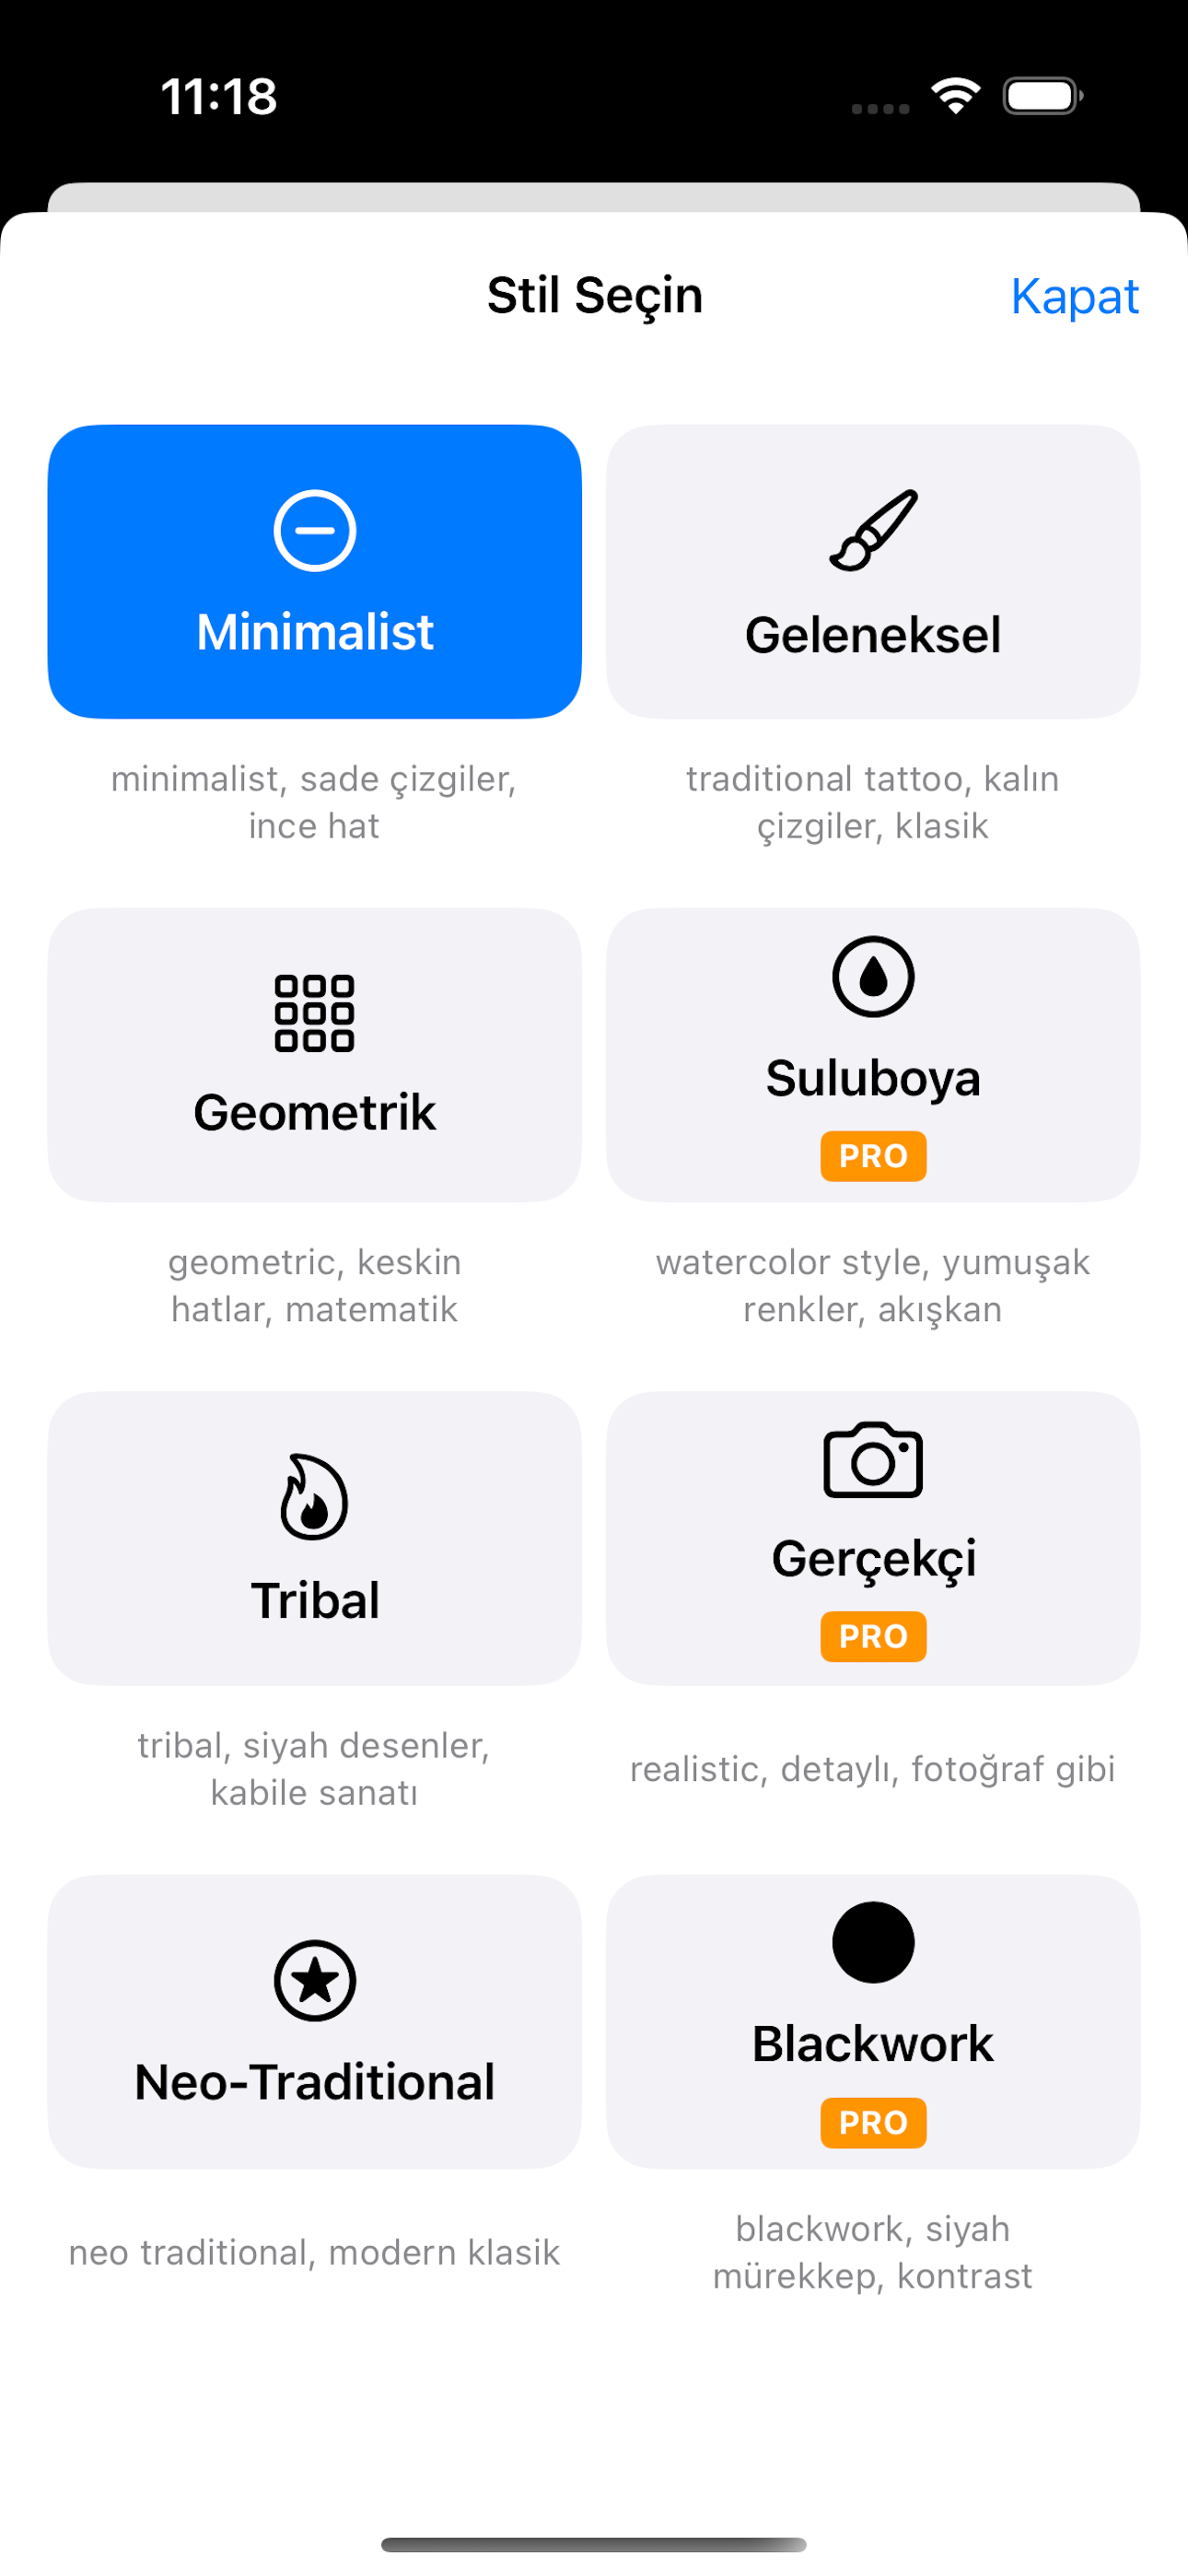 11:18
Stil Seçin
Kapat
Minimalist
minimalist, sade çizgiler,
ince hat
Geleneksel
traditional tattoo, kalın
çizgiler, klasik
Geometrik
geometric, keskin
hatlar, matematik
Suluboya
PRO
watercolor style, yumuşak
renkler, akışkan
Tribal
tribal, siyah desenler,
kabile sanatı
Gerçekçi
PRO
realistic, detaylı, fotoğraf gibi
Neo-Traditional
neo traditional, modern klasik
Blackwork
PRO
blackwork, siyah
mürekkep, kontrast